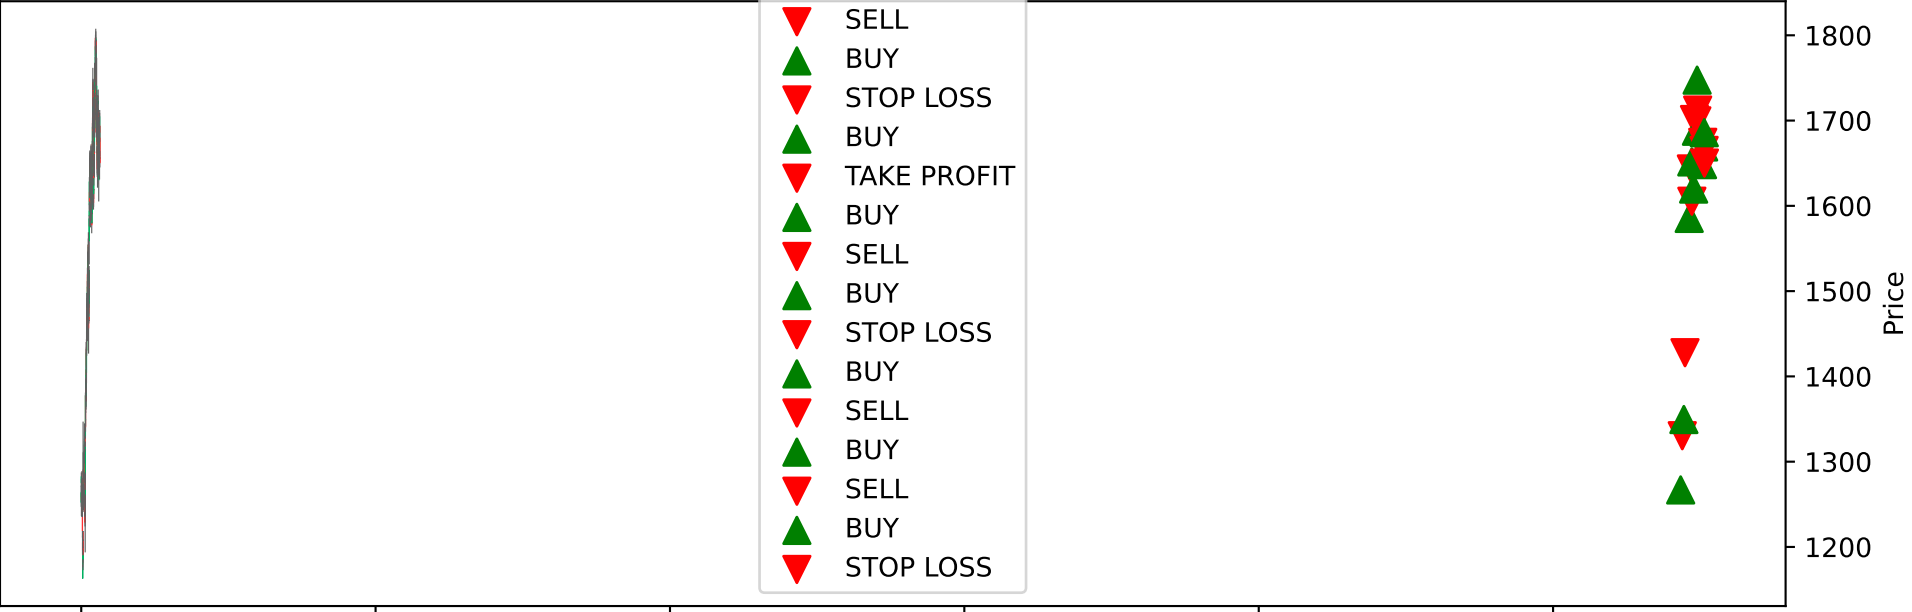 SELL
BUY
STOP LOSS
BUY
TAKE PROFIT
BUY
SELL
BUY
STOP LOSS
BUY
SELL
BUY
SELL
BUY
STOP LOSS
1800
1700
1600
1500
1400
1300
1200
Price